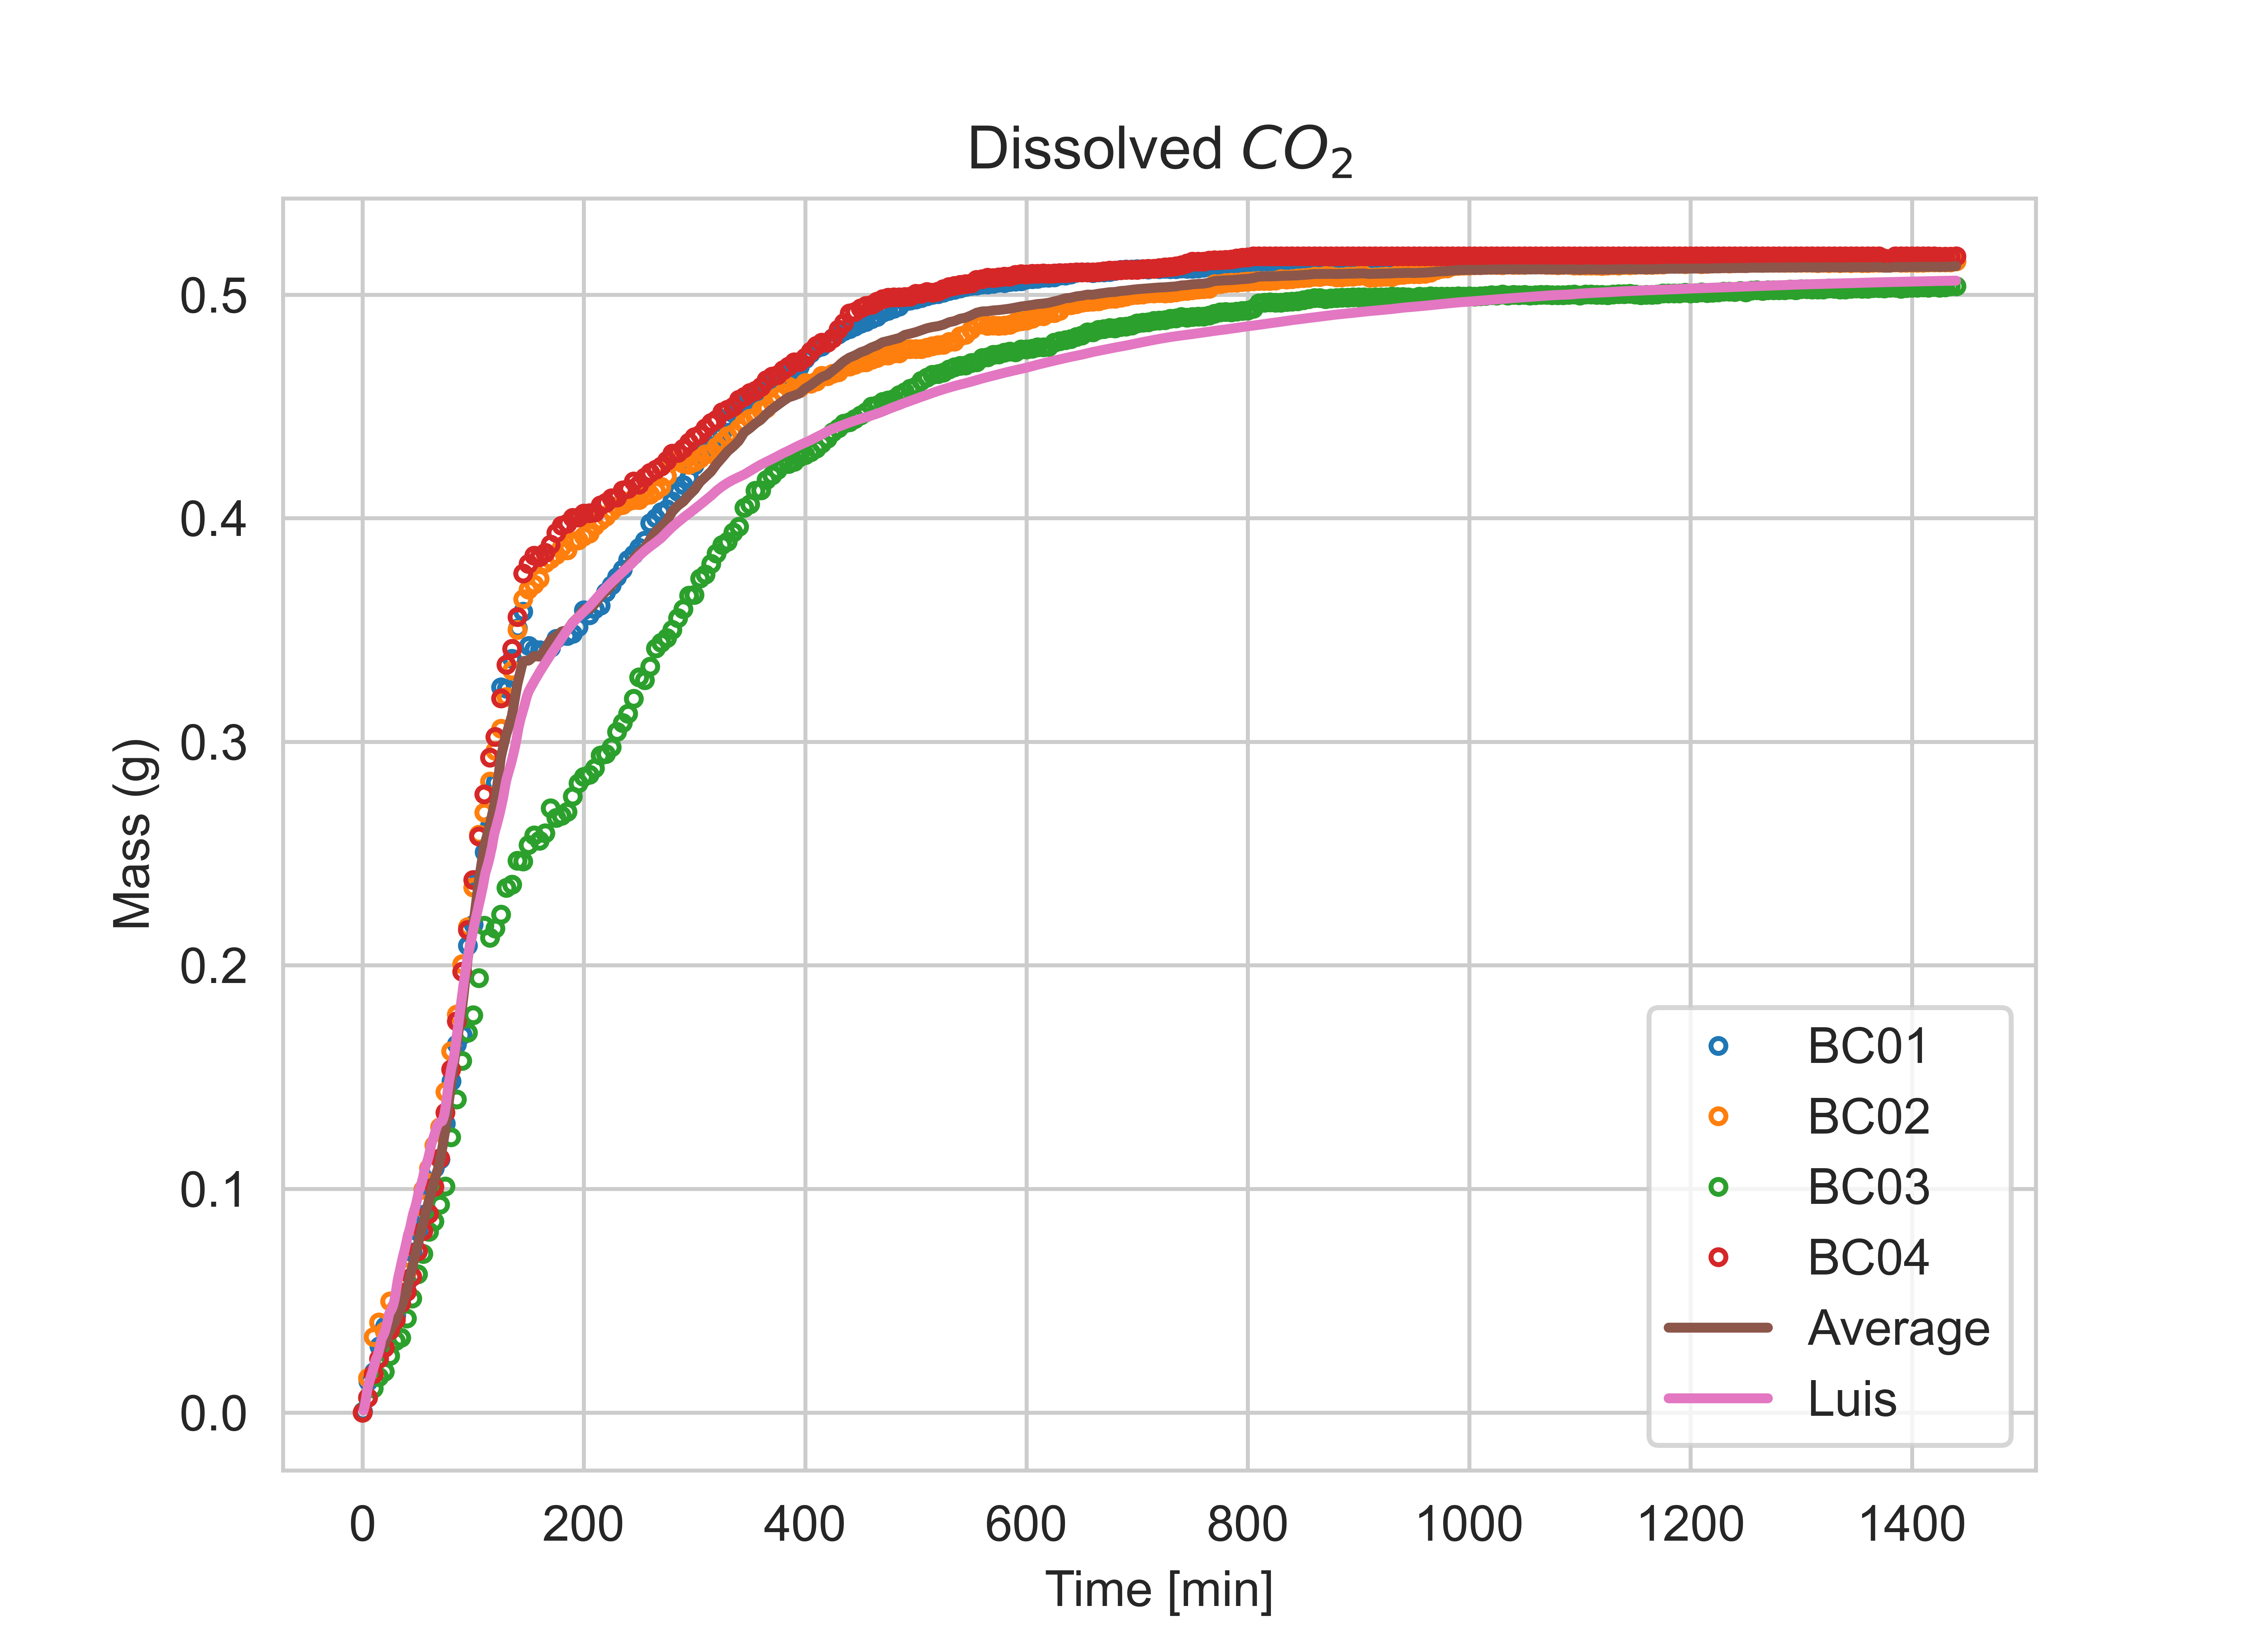 Dissolved CO2
Mass (g)
0.5
0.4
0.3
0.2
0.1
0.0
BC01
BC02
BC03
BC04
Average
Luis
0 200 400 600 800 1000 1200 1400
Time [min]